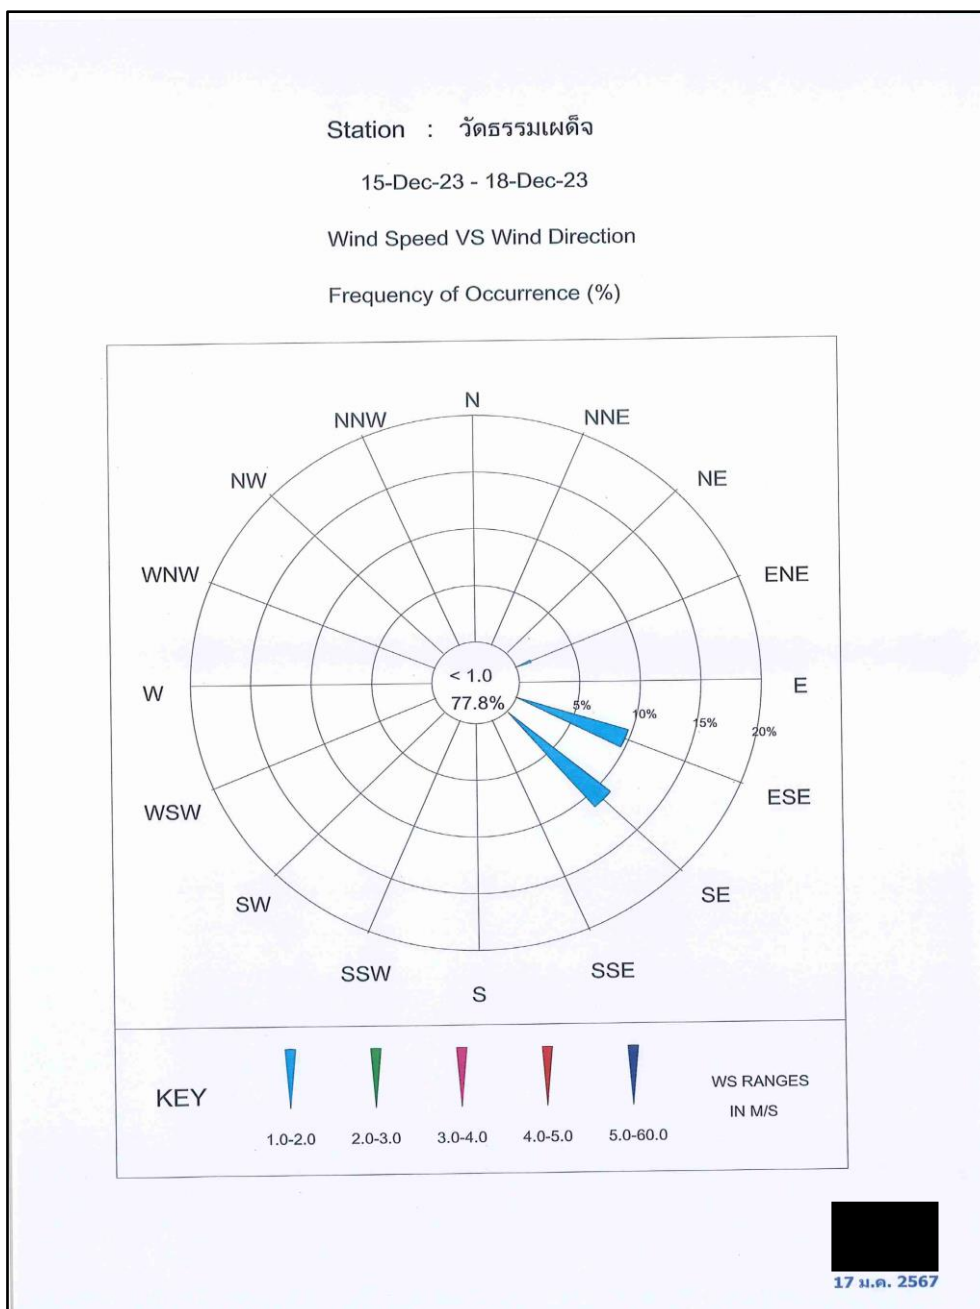 Station : วัดธรรมเผด็จ
15-Dec-23 - 18-Dec-23
Wind Speed VS Wind Direction
Frequency of Occurrence (%)
N
NNW NNE
NW NE
WNW ENE
< 1.0
W E
77.8% 5% 10% 15% 20%
WSW ESE
SW SE
SSW SSE
S
KEY
WS RANGES
IN M/S
1.0-2.0 2.0-3.0 3.0-4.0 4.0-5.0 5.0-60.0
17 ม.ค. 2567